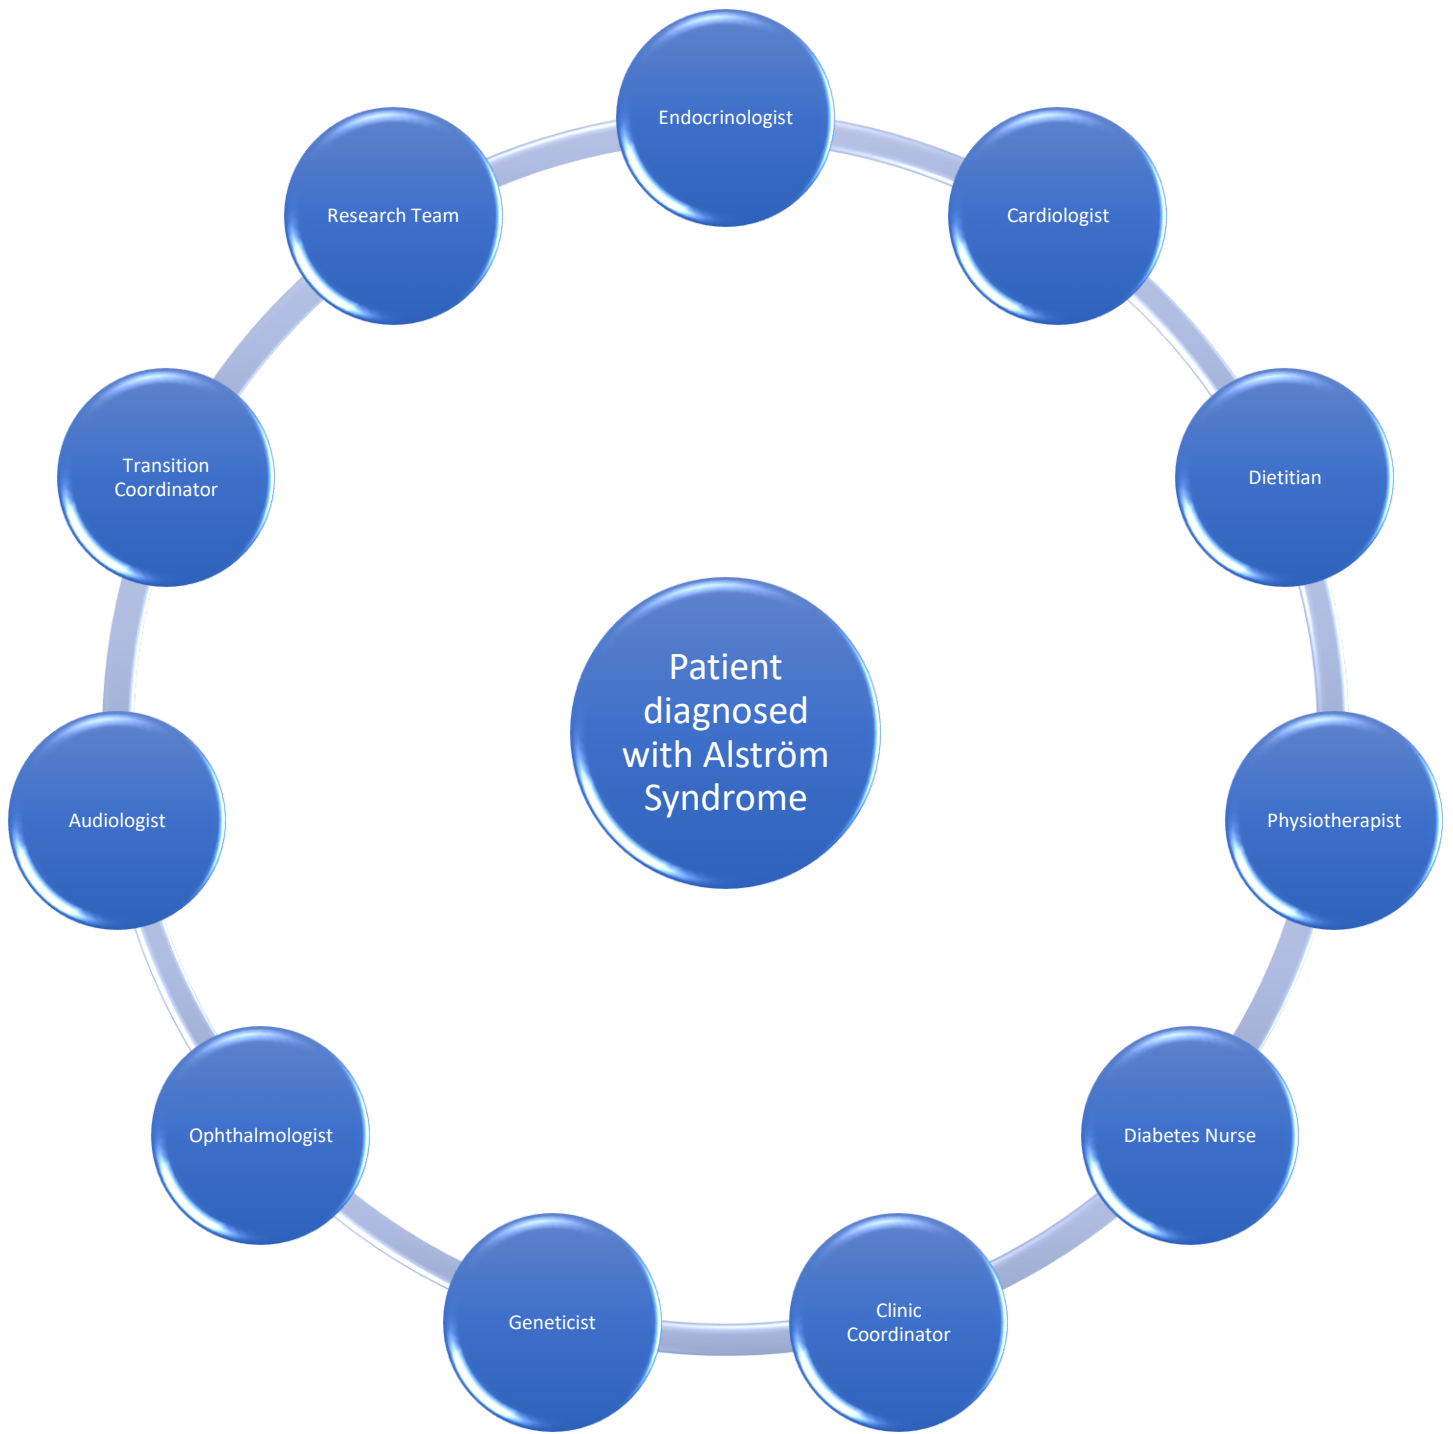 Endocrinologist
Cardiologist
Dietitian
Physiotherapist
Diabetes Nurse
Clinic
Coordinator
Geneticist
Ophthalmologist
Audiologist
Transition
Coordinator
Research Team
Patient
diagnosed
with Alström
Syndrome